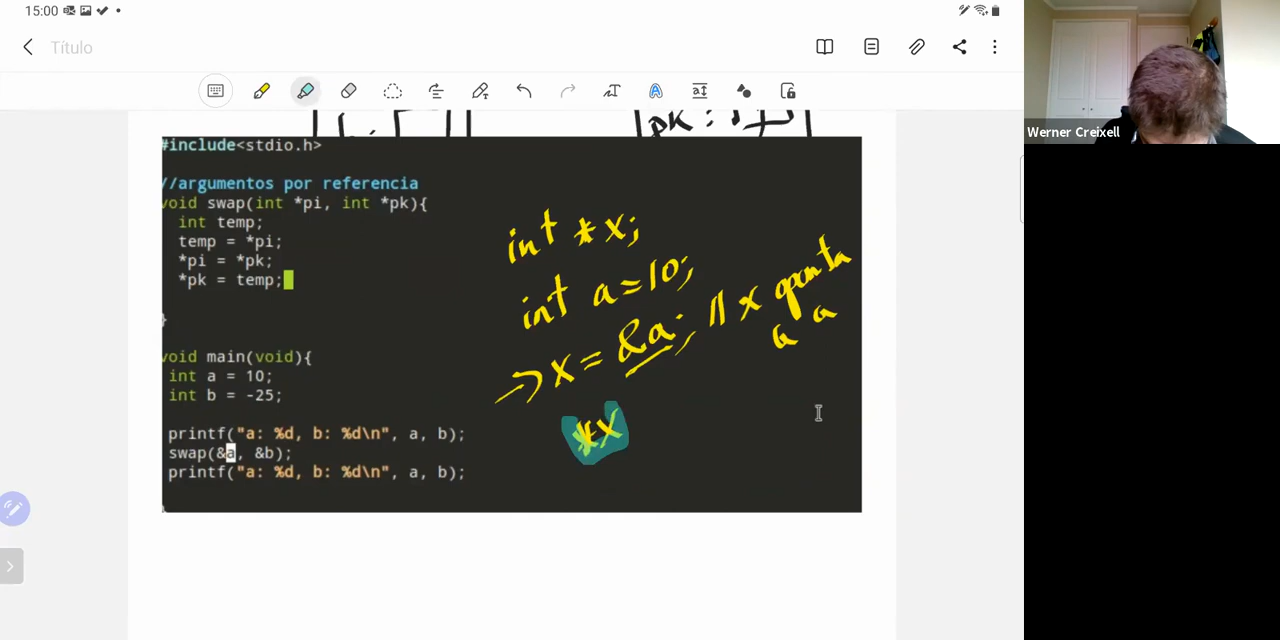 15:00
Título
pk :
#include<stdio.h>
//argumentos por referencia
void swap(int *pi, int *pk){
int temp;
temp = *pi;
*pi = *pk;
*pk = temp;
}
void main(void){
int a = 10;
int b = -25;
printf("a: %d, b: %d\n", a, b);
swap(&a, &b);
printf("a: %d, b: %d\n", a, b);
int * x;
int a = 10;
→ x = &a; // x
a a
*x
Werner Creixell